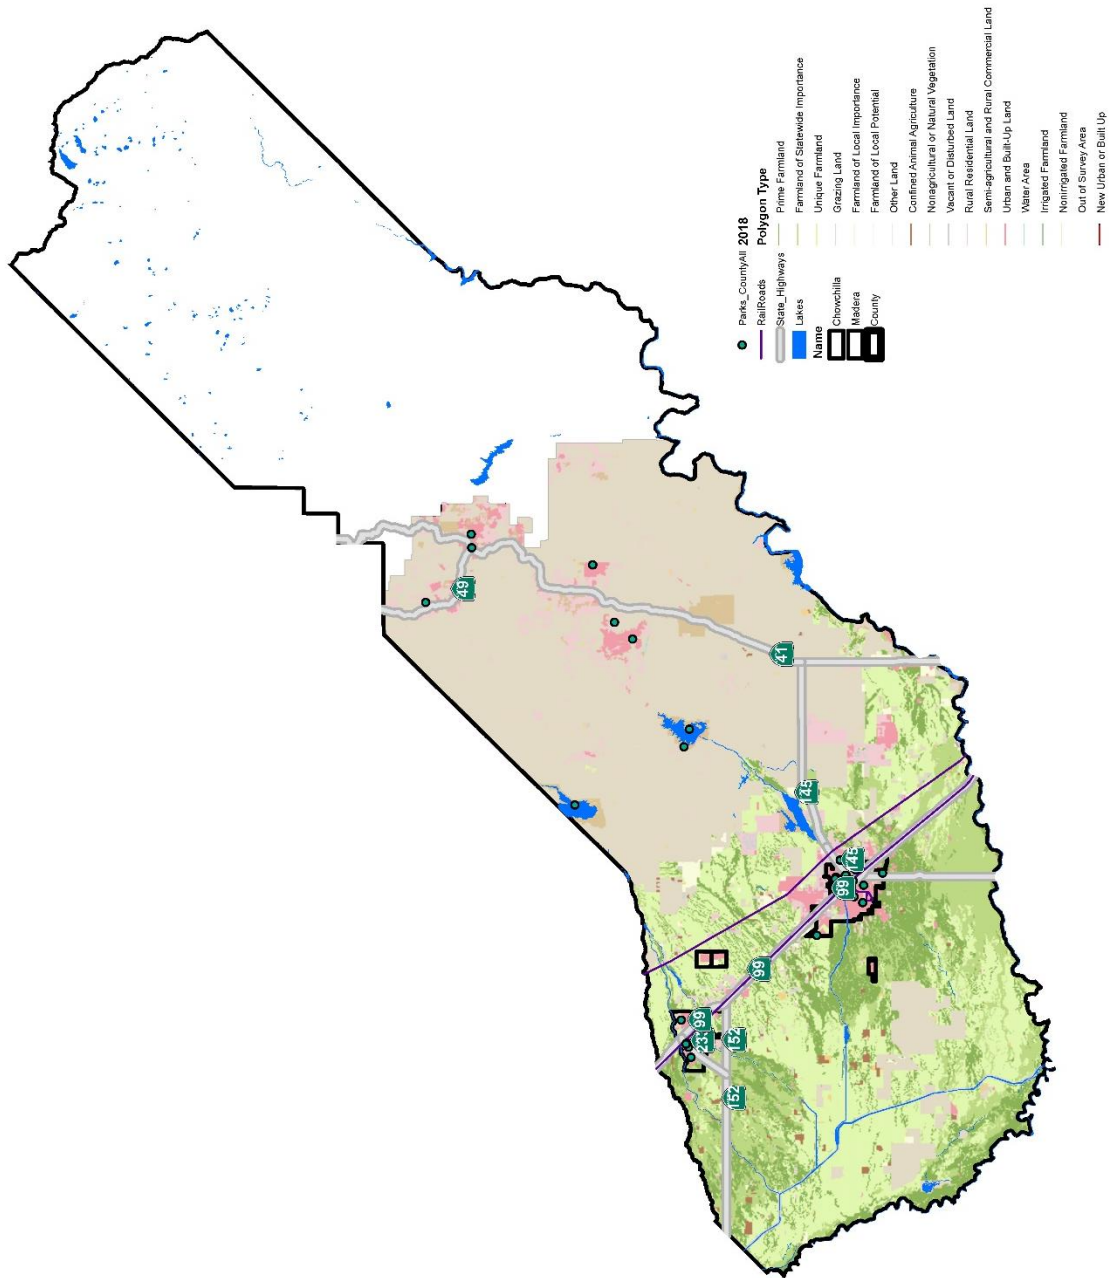 Parks_CountyAll
RailRoads
State_Highways
Lakes
Name
Chowchilla
Madera
County
2018
Polygon Type
Prime Farmland
Farmland of Statewide Importance
Unique Farmland
Grazing Land
Farmland of Local Importance
Farmland of Local Potential
Other Land
Confined Animal Agriculture
Nonagricultural or Natural Vegetation
Vacant or Disturbed Land
Rural Residential Land
Semi-agricultural and Rural Commercial Land
Urban and Built-Up Land
Water Area
Irrigated Farmland
Nonirrigated Farmland
Out of Survey Area
New Urban or Built Up
49
41
145
145
99
99
99
152
152